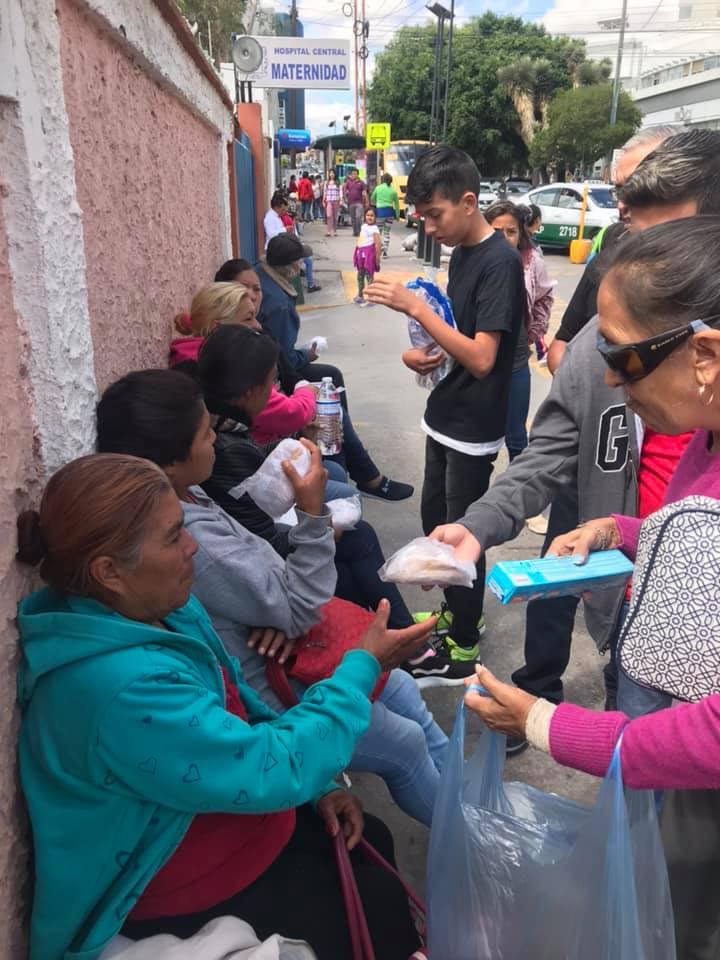 HOSPITAL CENTRAL
MATERNIDAD
2718
G